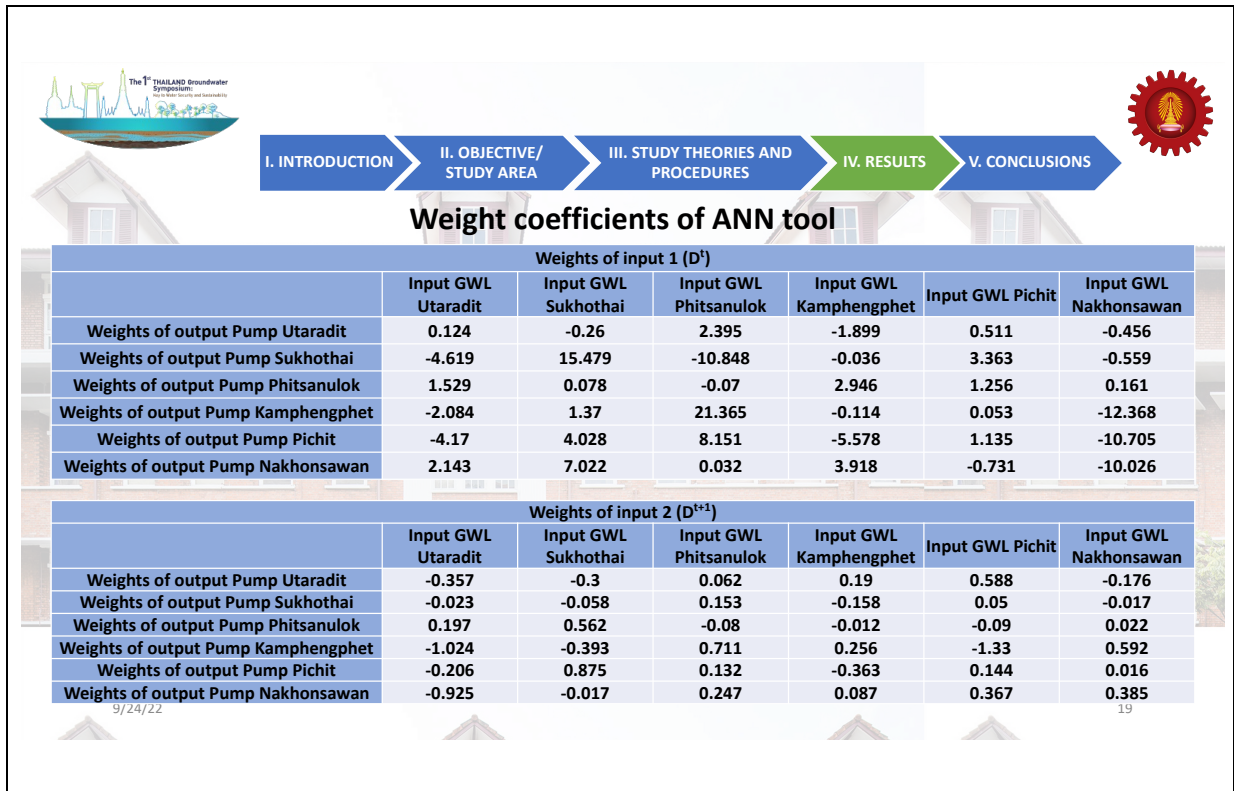 The 1st THAILAND Groundwater
Symposium:
Key to Water Security and Sustainability
I. INTRODUCTION
II. OBJECTIVE/
STUDY AREA
III. STUDY THEORIES AND
PROCEDURES
IV. RESULTS
V. CONCLUSIONS
Weight coefficients of ANN tool
Weights of input 1 (Dᵗ)
Input GWL Utaradit Input GWL Sukhothai Input GWL Phitsanulok Input GWL Kamphengphet Input GWL Pichit Input GWL Nakhonsawan
Weights of output Pump Utaradit 0.124 -0.26 2.395 -1.899 0.511 -0.456
Weights of output Pump Sukhothai -4.619 15.479 -10.848 -0.036 3.363 -0.559
Weights of output Pump Phitsanulok 1.529 0.078 -0.07 2.946 1.256 0.161
Weights of output Pump Kamphengphet -2.084 1.37 21.365 -0.114 0.053 -12.368
Weights of output Pump Pichit -4.17 4.028 8.151 -5.578 1.135 -10.705
Weights of output Pump Nakhonsawan 2.143 7.022 0.032 3.918 -0.731 -10.026
Weights of input 2 (Dᵗ⁺¹)
Input GWL Utaradit Input GWL Sukhothai Input GWL Phitsanulok Input GWL Kamphengphet Input GWL Pichit Input GWL Nakhonsawan
Weights of output Pump Utaradit -0.357 -0.3 0.062 0.19 0.588 -0.176
Weights of output Pump Sukhothai -0.023 -0.058 0.153 -0.158 0.05 -0.017
Weights of output Pump Phitsanulok 0.197 0.562 -0.08 -0.012 -0.09 0.022
Weights of output Pump Kamphengphet -1.024 -0.393 0.711 0.256 -1.33 0.592
Weights of output Pump Pichit -0.206 0.875 0.132 -0.363 0.144 0.016
Weights of output Pump Nakhonsawan -0.925 -0.017 0.247 0.087 0.367 0.385
9/24/22
19